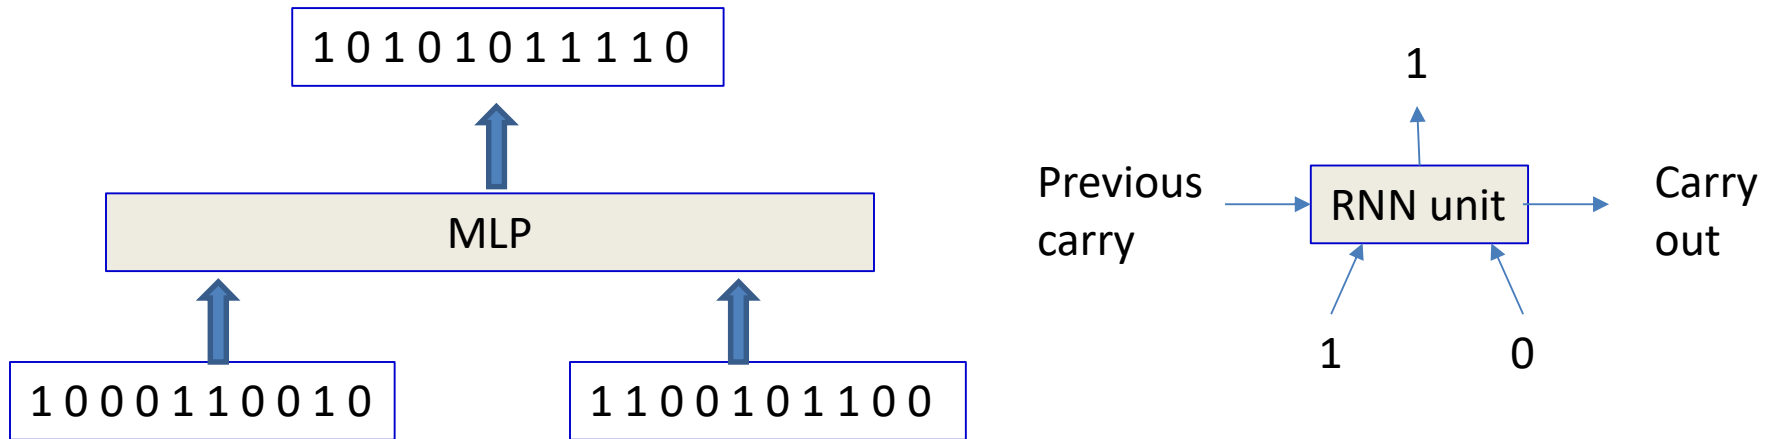 1 0 1 0 1 0 1 1 1 1 0
MLP
1 0 0 0 1 1 0 0 1 0
1 1 0 0 1 0 1 1 0 0
1
Previous
carry
RNN unit
Carry
out
1
0